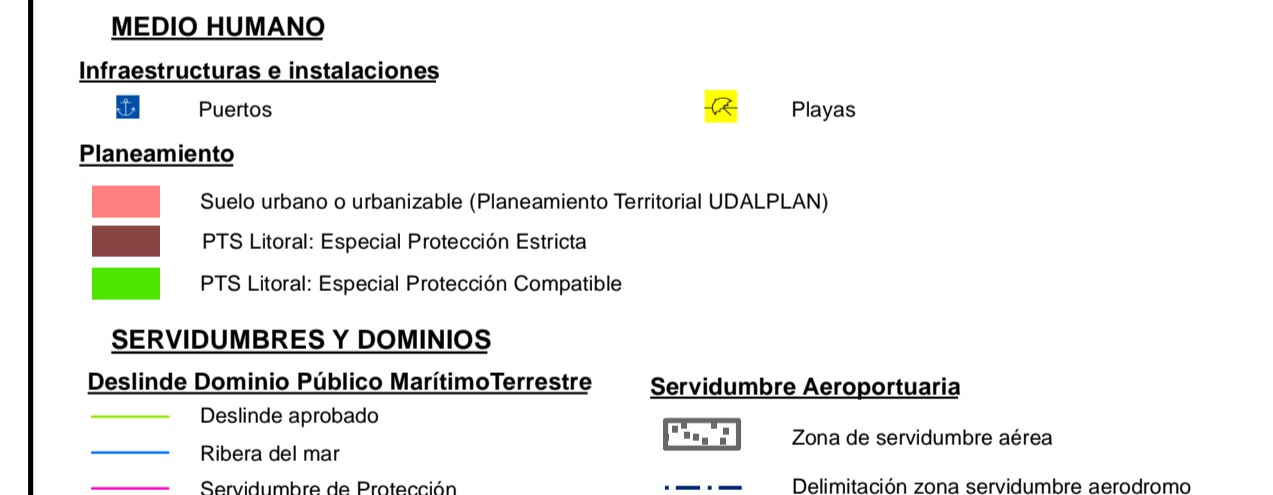 MEDIO HUMANO
Infraestructuras e instalaciones
Puertos
Playas
Planeamiento
Suelo urbano o urbanizable (Planeamiento Territorial UDALPLAN)
PTS Litoral: Especial Protección Estricta
PTS Litoral: Especial Protección Compatible
SERVIDUMBRES Y DOMINIOS
Deslinde Dominio Público MarítimoTerrestre
Deslinde aprobado
Ribera del mar
Servidumbre de Protección
Servidumbre Aeroportuaria
Zona de servidumbre aérea
Delimitación zona servidumbre aerodromo